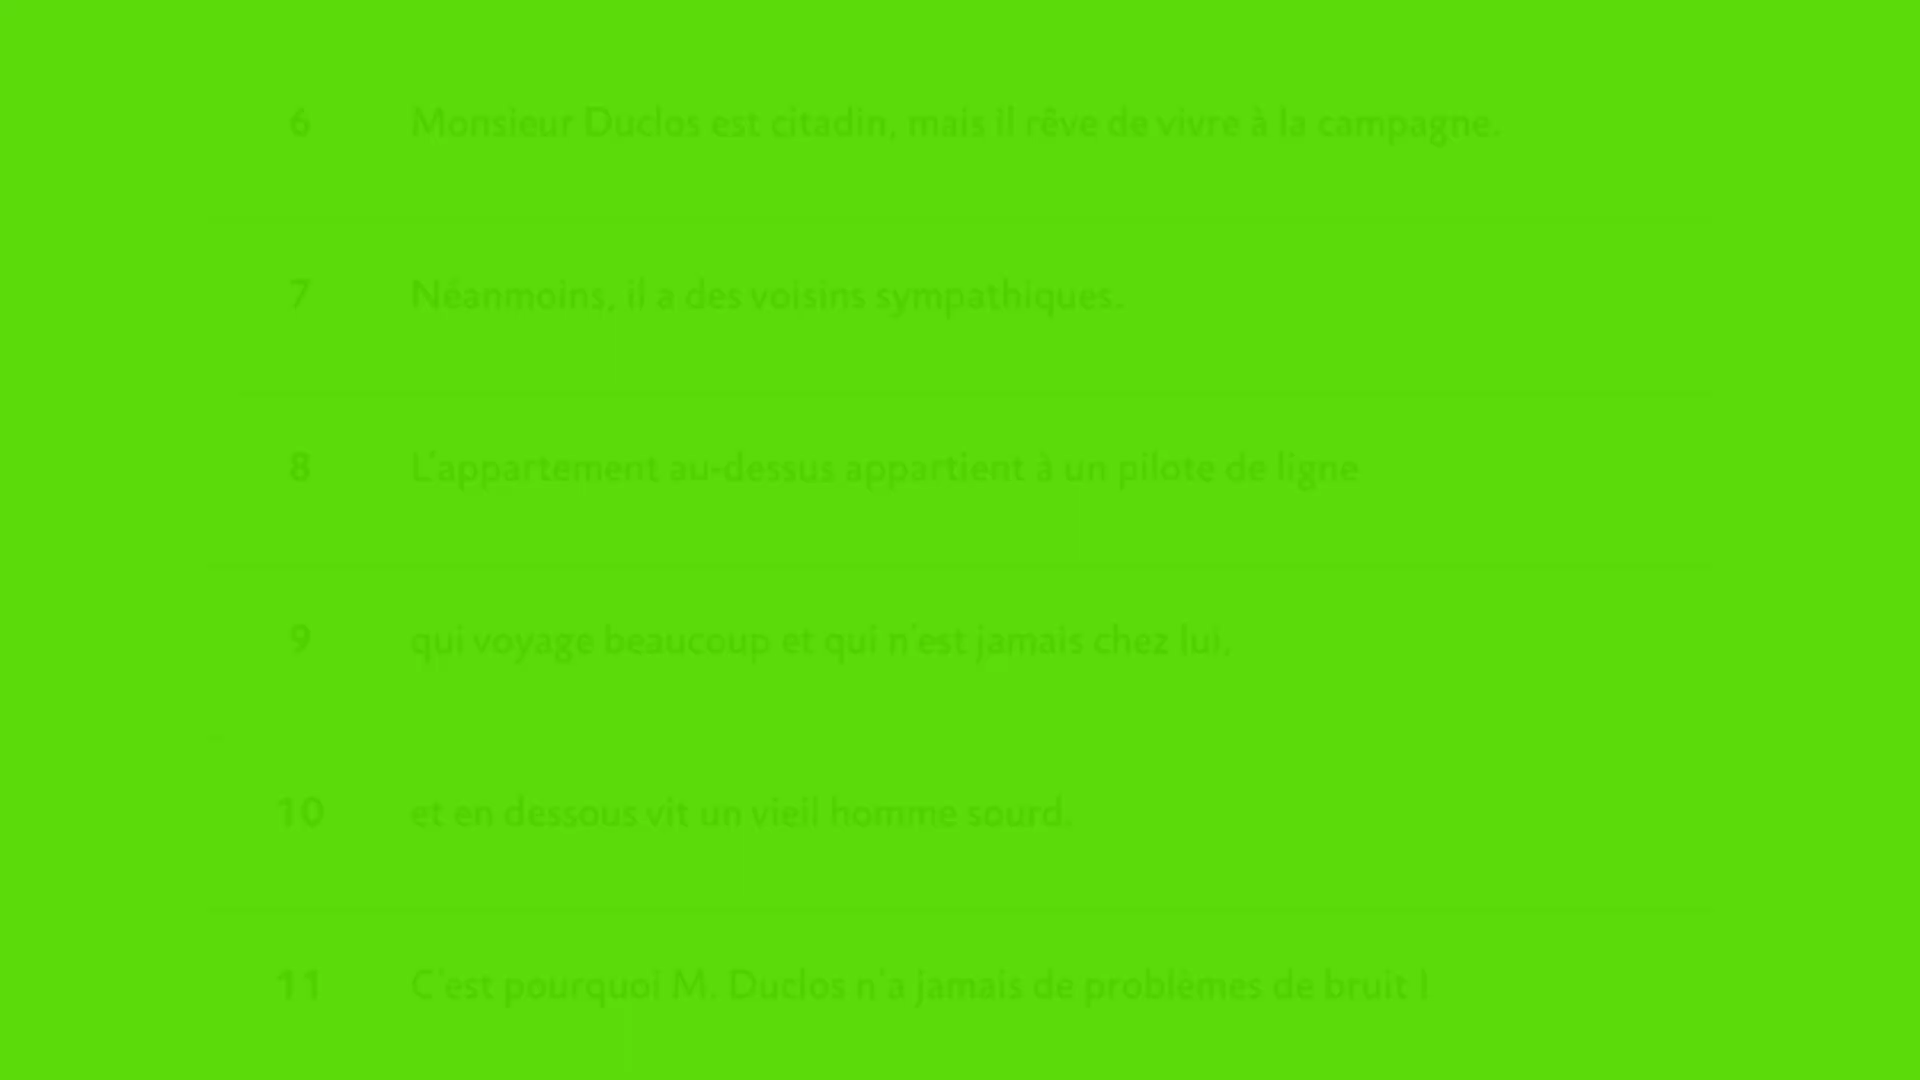 6 Monsieur Duclos est citadin, mais il rêve de vivre à la campagne.
7 Néanmoins, il a des voisins sympathiques.
8 L'appartement au-dessus appartient à un pilote de ligne
9 qui voyage beaucoup et qui n'est jamais chez lui,
10 et en dessous vit un vieil homme sourd.
11 C'est pourquoi M. Duclos n'a jamais de problèmes de bruit !